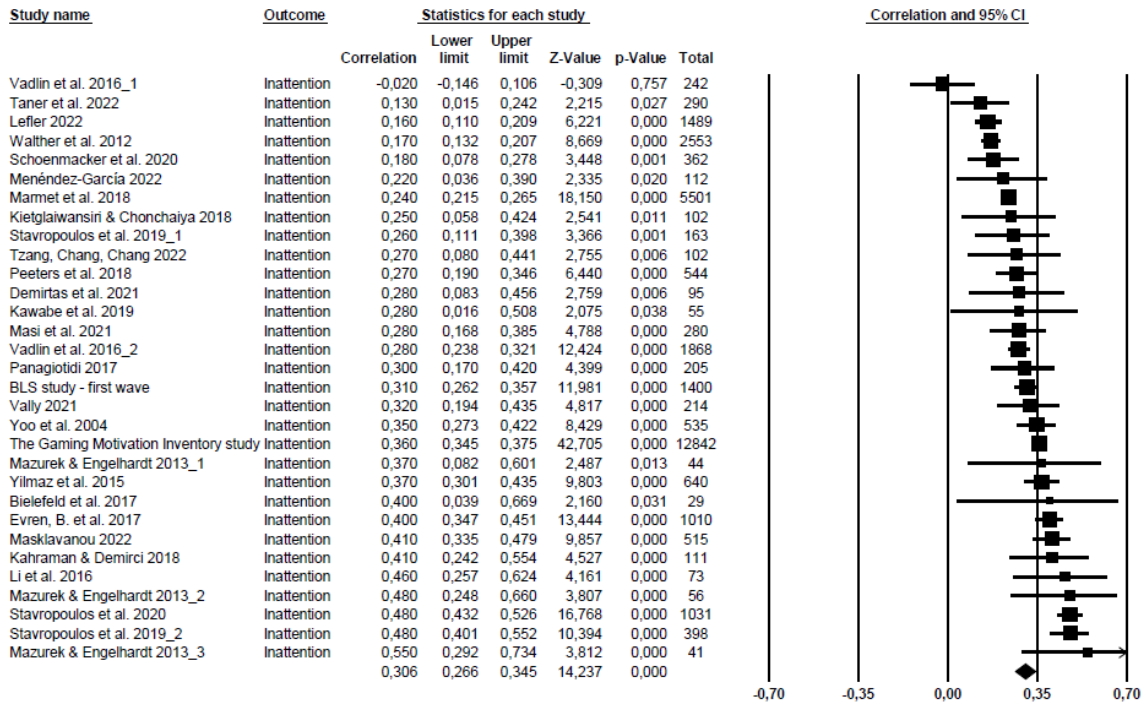 Study name Outcome Statistics for each study Correlation and 95% CI
Lower Upper
Correlation limit limit Z-Value p-Value Total
Vadlin et al. 2016_1 Inattention -0,020 -0,146 0,106 -0,309 0,757 242
Taner et al. 2022 Inattention 0,130 0,015 0,242 2,215 0,027 290
Lefler 2022 Inattention 0,160 0,110 0,209 6,221 0,000 1489
Walther et al. 2012 Inattention 0,170 0,132 0,207 8,669 0,000 2553
Schoenmacker et al. 2020 Inattention 0,180 0,078 0,278 3,448 0,001 362
Menéndez-García 2022 Inattention 0,220 0,036 0,390 2,335 0,020 112
Marmet et al. 2018 Inattention 0,240 0,215 0,265 18,150 0,000 5501
Kietglaiwansiri & Chonchaiya 2018 Inattention 0,250 0,058 0,424 2,541 0,011 102
Stavropoulos et al. 2019_1 Inattention 0,260 0,111 0,398 3,366 0,001 163
Tzang, Chang, Chang 2022 Inattention 0,270 0,080 0,441 2,755 0,006 102
Peeters et al. 2018 Inattention 0,270 0,190 0,346 6,440 0,000 544
Demirtas et al. 2021 Inattention 0,280 0,083 0,456 2,759 0,006 95
Kawabe et al. 2019 Inattention 0,280 0,016 0,508 2,075 0,038 55
Masi et al. 2021 Inattention 0,280 0,168 0,385 4,788 0,000 280
Vadlin et al. 2016_2 Inattention 0,280 0,238 0,321 12,424 0,000 1868
Panagiotidi 2017 Inattention 0,300 0,170 0,420 4,399 0,000 205
BLS study - first wave Inattention 0,310 0,262 0,357 11,981 0,000 1400
Vally 2021 Inattention 0,320 0,194 0,435 4,817 0,000 214
Yoo et al. 2004 Inattention 0,350 0,273 0,422 8,429 0,000 535
The Gaming Motivation Inventory study Inattention 0,360 0,345 0,375 42,705 0,000 12842
Mazurek & Engelhardt 2013_1 Inattention 0,370 0,082 0,601 2,487 0,013 44
Yilmaz et al. 2015 Inattention 0,370 0,301 0,435 9,803 0,000 640
Bielefeld et al. 2017 Inattention 0,400 0,039 0,669 2,160 0,031 29
Evren, B. et al. 2017 Inattention 0,400 0,347 0,451 13,444 0,000 1010
Masklavanou 2022 Inattention 0,410 0,335 0,479 9,857 0,000 515
Kahraman & Demirci 2018 Inattention 0,410 0,242 0,554 4,527 0,000 111
Li et al. 2016 Inattention 0,460 0,257 0,624 4,161 0,000 73
Mazurek & Engelhardt 2013_2 Inattention 0,480 0,248 0,660 3,807 0,000 56
Stavropoulos et al. 2020 Inattention 0,480 0,432 0,526 16,768 0,000 1031
Stavropoulos et al. 2019_2 Inattention 0,480 0,401 0,552 10,394 0,000 398
Mazurek & Engelhardt 2013_3 Inattention 0,550 0,292 0,734 3,812 0,000 41
0,306 0,266 0,345 14,237 0,000
-0,70 -0,35 0,00 0,35 0,70